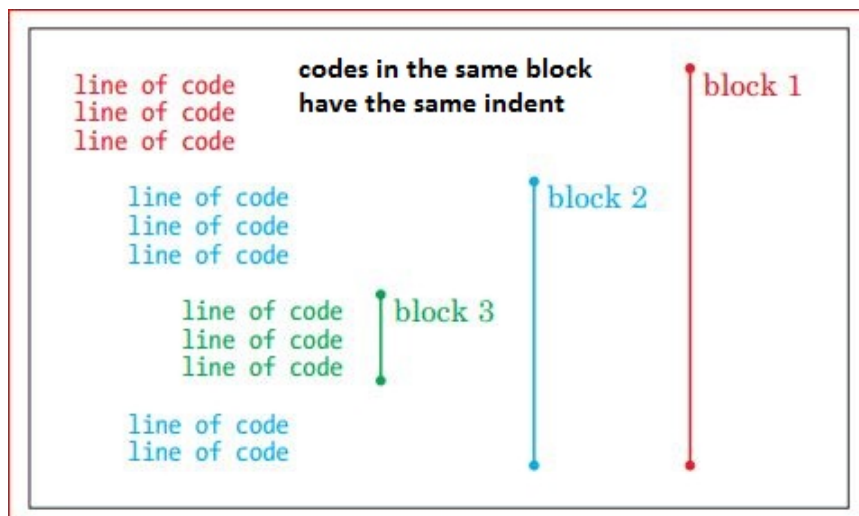 codes in the same block
have the same indent
block 1
line of code
line of code
line of code
block 2
line of code
line of code
line of code
block 3
line of code
line of code
line of code
line of code
line of code